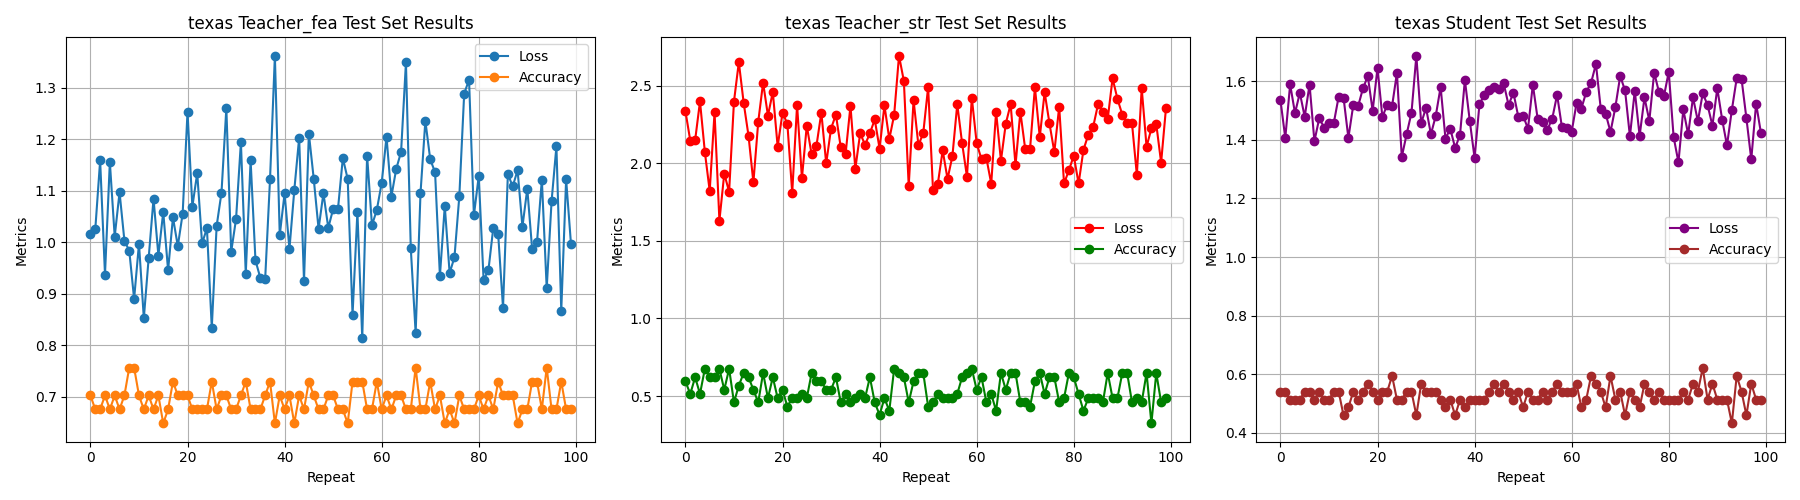 texas Teacher_fea Test Set Results
Metrics
1.3
1.2
1.1
1.0
0.9
0.8
0.7
0 20 40 60 80 100
Repeat
Loss
Accuracy
texas Teacher_str Test Set Results
Metrics
2.5
2.0
1.5
1.0
0.5
0 20 40 60 80 100
Repeat
Loss
Accuracy
texas Student Test Set Results
Metrics
1.6
1.4
1.2
1.0
0.8
0.6
0.4
0 20 40 60 80 100
Repeat
Loss
Accuracy